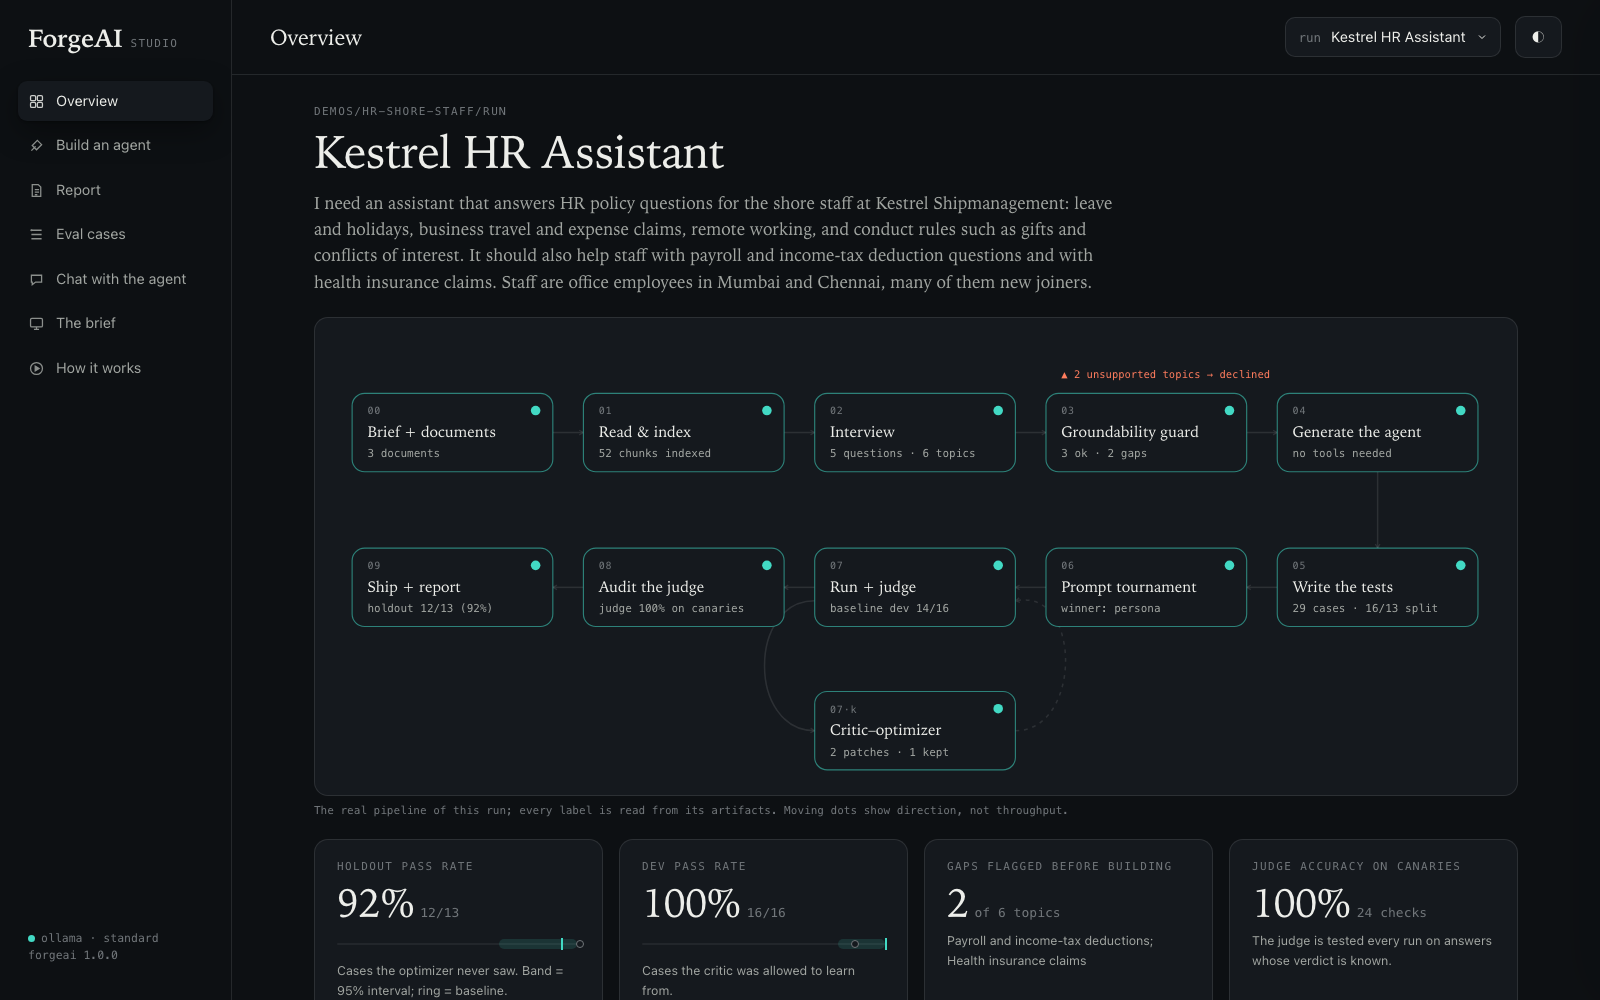 ForgeAI STUDIO
Overview
Build an agent
Report
Eval cases
Chat with the agent
The brief
How it works
ollama · standard
forgeai 1.0.0
Overview
run Kestrel HR Assistant
DEMOS/HR-SHORE-STAFF/RUN
Kestrel HR Assistant
I need an assistant that answers HR policy questions for the shore staff at Kestrel Shipmanagement: leave
and holidays, business travel and expense claims, remote working, and conduct rules such as gifts and
conflicts of interest. It should also help staff with payroll and income-tax deduction questions and with
health insurance claims. Staff are office employees in Mumbai and Chennai, many of them new joiners.
▲ 2 unsupported topics → declined
00
Brief + documents
3 documents
01
Read & index
52 chunks indexed
02
Interview
5 questions · 6 topics
03
Groundability guard
3 ok · 2 gaps
04
Generate the agent
no tools needed
09
Ship + report
holdout 12/13 (92%)
08
Audit the judge
judge 100% on canaries
07
Run + judge
baseline dev 14/16
06
Prompt tournament
winner: persona
05
Write the tests
29 cases · 16/13 split
07·k
Critic–optimizer
2 patches · 1 kept
The real pipeline of this run; every label is read from its artifacts. Moving dots show direction, not throughput.
HOLDOUT PASS RATE
92% 12/13
Cases the optimizer never saw. Band =
95% interval; ring = baseline.
DEV PASS RATE
100% 16/16
Cases the critic was allowed to learn
from.
GAPS FLAGGED BEFORE BUILDING
2 of 6 topics
Payroll and income-tax deductions;
Health insurance claims
JUDGE ACCURACY ON CANARIES
100% 24 checks
The judge is tested every run on answers
whose verdict is known.